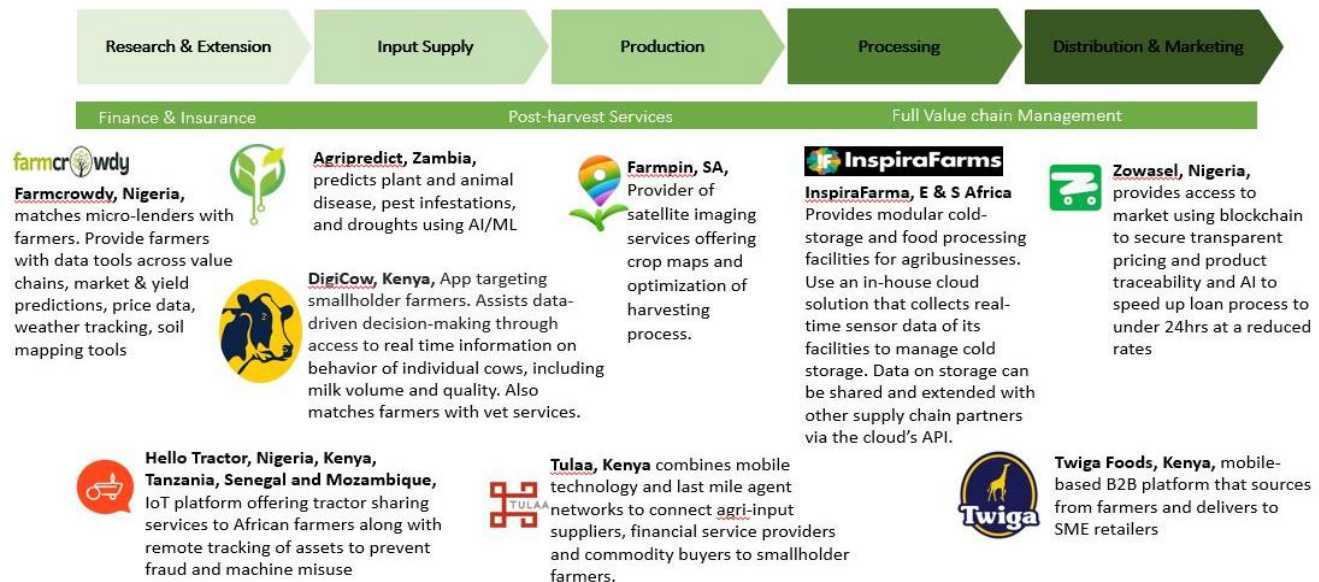 Research & Extension
Input Supply
Production
Processing
Distribution & Marketing
Finance & Insurance
Post-harvest Services
Full Value chain Management
farmcrowdy
Farmcrowdy, Nigeria,
matches micro-lenders with
farmers. Provide farmers
with data tools across value
chains, market & yield
predictions, price data,
weather tracking, soil
mapping tools
Agripredict, Zambia,
predicts plant and animal
disease, pest infestations,
and droughts using AI/ML
DigiCow, Kenya, App targeting
smallholder farmers. Assists data-
driven decision-making through
access to real time information on
behavior of individual cows, including
milk volume and quality. Also
matches farmers with vet services.
Farmpin, SA,
Provider of
satellite imaging
services offering
crop maps and
optimization of
harvesting
process.
IF InspiraFarms
InspiraFarma, E & S Africa
Provides modular cold-
storage and food processing
facilities for agribusinesses.
Use an in-house cloud
solution that collects real-
time sensor data of its
facilities to manage cold
storage. Data on storage can
be shared and extended with
other supply chain partners
via the cloud's API.
Zowasel, Nigeria,
provides access to
market using blockchain
to secure transparent
pricing and product
traceability and AI to
speed up loan process to
under 24hrs at a reduced
rates
Hello Tractor, Nigeria, Kenya,
Tanzania, Senegal and Mozambique,
IoT platform offering tractor sharing
services to African farmers along with
remote tracking of assets to prevent
fraud and machine misuse
TULAA
Tulaa, Kenya combines mobile
technology and last mile agent
networks to connect agri-input
suppliers, financial service providers
and commodity buyers to smallholder
farmers.
Twiga
Twiga Foods, Kenya, mobile-
based B2B platform that sources
from farmers and delivers to
SME retailers